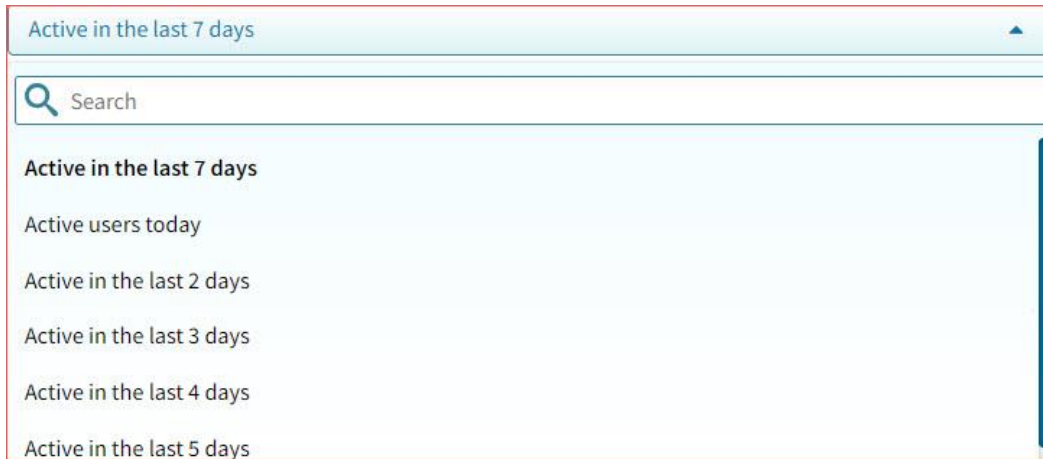 Active in the last 7 days
Search
Active in the last 7 days
Active users today
Active in the last 2 days
Active in the last 3 days
Active in the last 4 days
Active in the last 5 days